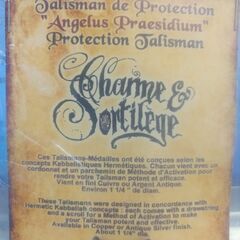 Talisman de Protection
"Angelus Praesidium"
Protection Talisman
Charme &
Sortilège
Ces Talismans-Médailles ont été conçus selon les
concepts Kabbalistiques Hermétiques. Chacun vient avec un
cordonnet et un parchemin de Méthode d'Activation pour
rendre votre Talisman potent et efficace.
Vient en fini Cuivre ou Argent Antique.
Environ 1 1/4" de diam.
These Talismans were designed in concordance with
Hermetic Kabbalah concepts : each comes with a drawstring
and a scroll for a Method of Activation to make
your Talisman potent and effective.
Available in Copper or Antique Silver finish.
About 1 1/4" dia.